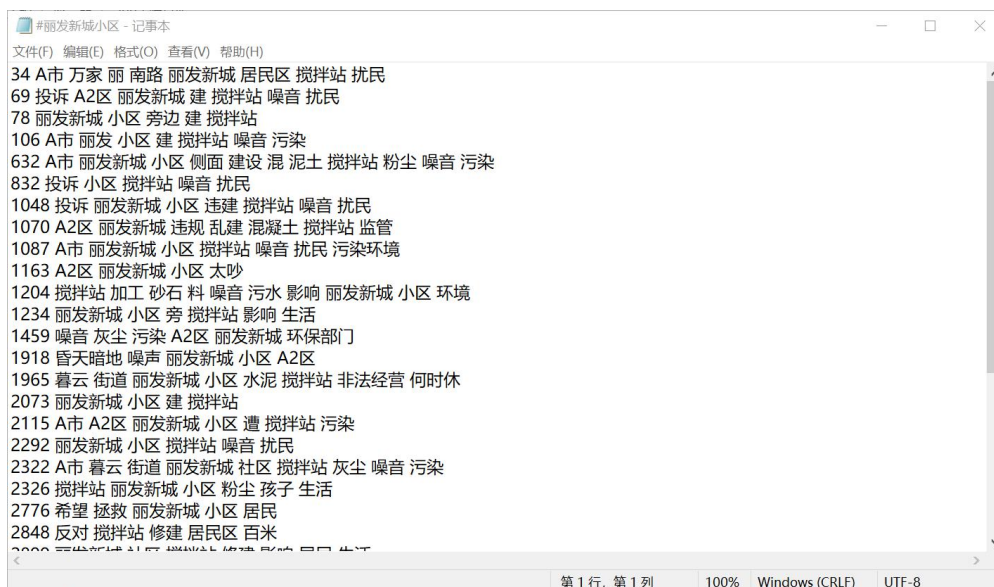 #丽发新城小区 - 记事本
文件(F) 编辑(E) 格式(O) 查看(V) 帮助(H)
34 A市 万家 丽 南路 丽发新城 居民区 搅拌站 扰民
69 投诉 A2区 丽发新城 建 搅拌站 噪音 扰民
78 丽发新城 小区 旁边 建 搅拌站
106 A市 丽发 小区 建 搅拌站 噪音 污染
632 A市 丽发新城 小区 侧面 建设 混 泥土 搅拌站 粉尘 噪音 污染
832 投诉 小区 搅拌站 噪音 扰民
1048 投诉 丽发新城 小区 违建 搅拌站 噪音 扰民
1070 A2区 丽发新城 违规 乱建 混凝土 搅拌站 监管
1087 A市 丽发新城 小区 搅拌站 噪音 扰民 污染环境
1163 A2区 丽发新城 小区 太吵
1204 搅拌站 加工 砂石 料 噪音 污水 影响 丽发新城 小区 环境
1234 丽发新城 小区 旁 搅拌站 影响 生活
1459 噪音 灰尘 污染 A2区 丽发新城 环保部门
1918 昏天暗地 噪声 丽发新城 小区 A2区
1965 暮云 街道 丽发新城 小区 水泥 搅拌站 非法经营 何时休
2073 丽发新城 小区 建 搅拌站
2115 A市 A2区 丽发新城 小区 遭 搅拌站 污染
2292 丽发新城 小区 搅拌站 噪音 扰民
2322 A市 暮云 街道 丽发新城 社区 搅拌站 灰尘 噪音 污染
2326 搅拌站 丽发新城 小区 粉尘 孩子 生活
2776 希望 拯救 丽发新城 小区 居民
2848 反对 搅拌站 修建 居民区 百米
丽发新城 社区 搅拌站 修建 影响 居民 生活
第 1 行, 第 1 列 100% Windows (CRLF) UTF-8